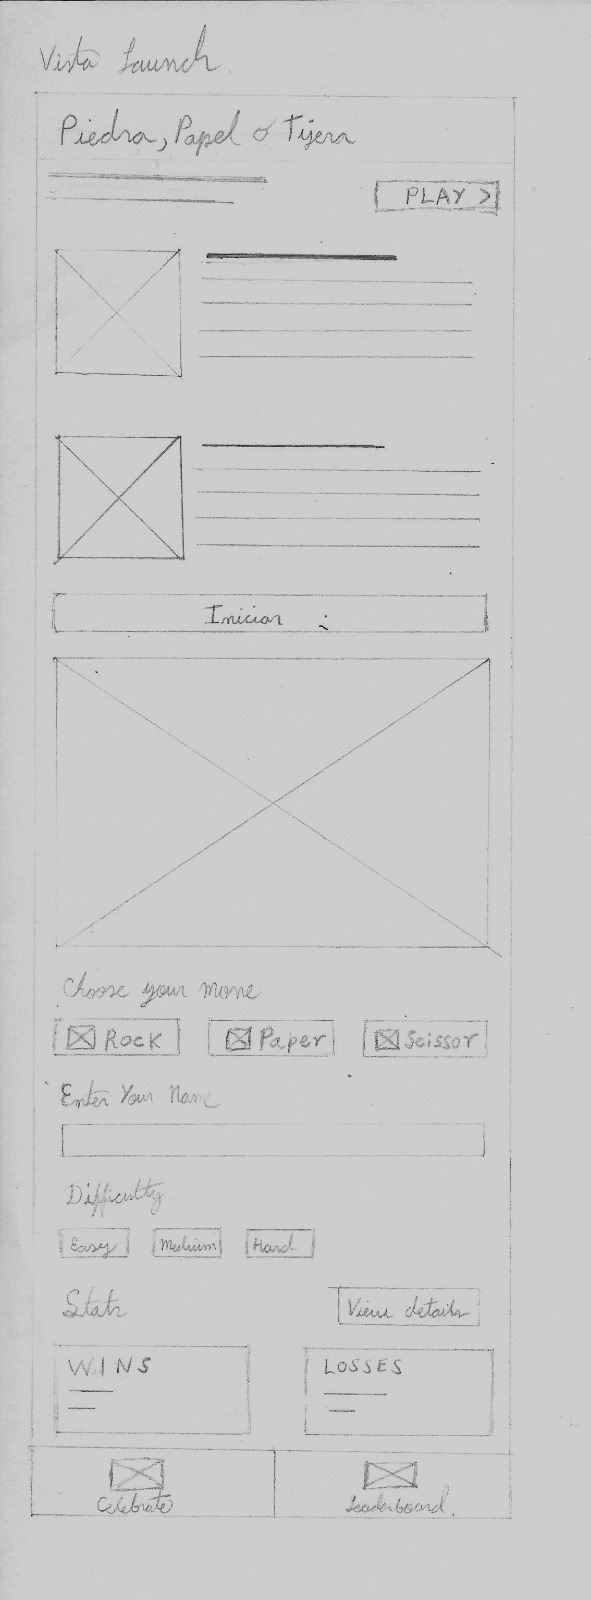 Vista Launch
Piedra, Papel o Tijera
PLAY >
Iniciar
Choose your move
Rock Paper Scissor
Enter Your Name
Difficulty
Easy Medium Hard
Stats View details
WINS LOSSES
Celebrate Leaderboard.